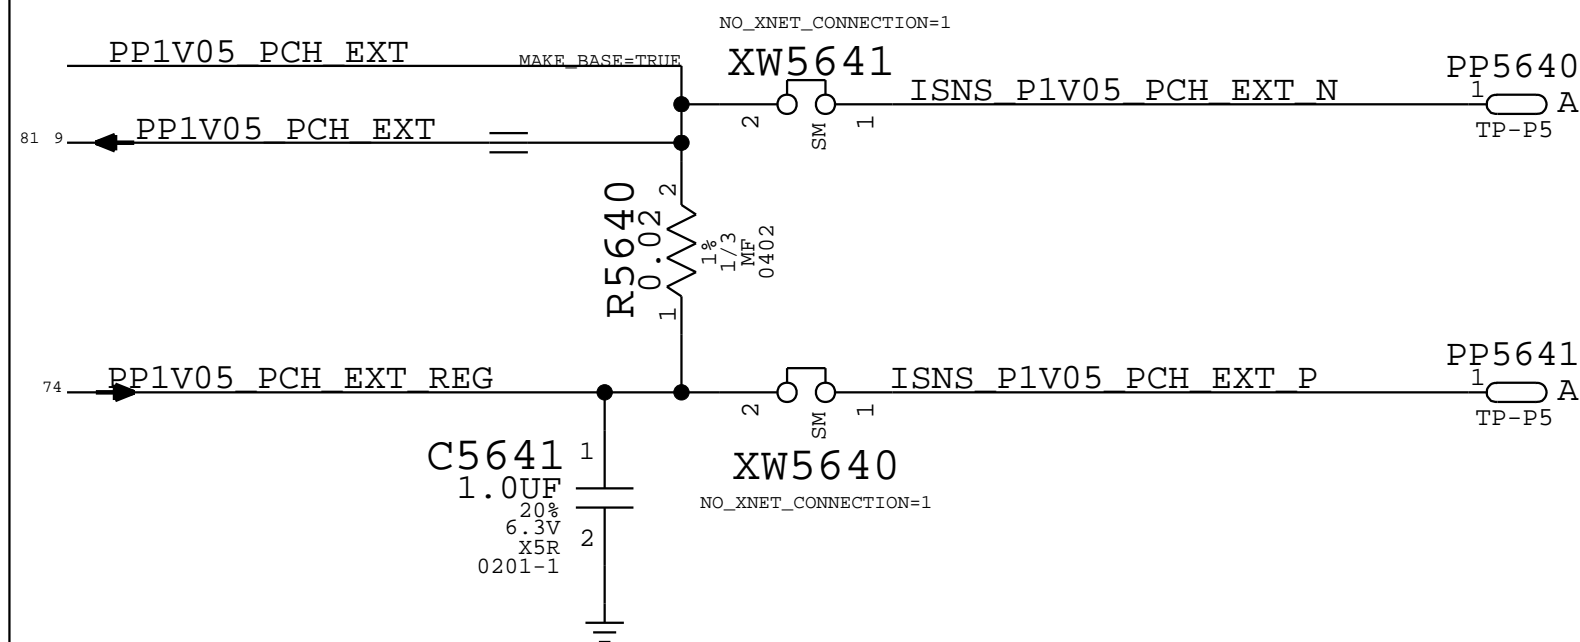 NO_XNET_CONNECTION=1
PP1V05_PCH_EXT
MAKE_BASE=TRUE
XW5641
ISNS_P1V05_PCH_EXT_N
PP5640
1
A
TP-P5
2
SM
1
81 9
PP1V05_PCH_EXT
R5640
0.02
2
1
1%
1/3
MF
0402
74
PP1V05_PCH_EXT_REG
ISNS_P1V05_PCH_EXT_P
PP5641
1
A
TP-P5
2
SM
1
XW5640
NO_XNET_CONNECTION=1
C5641
1
1.0UF
20%
6.3V
X5R
0201-1
2